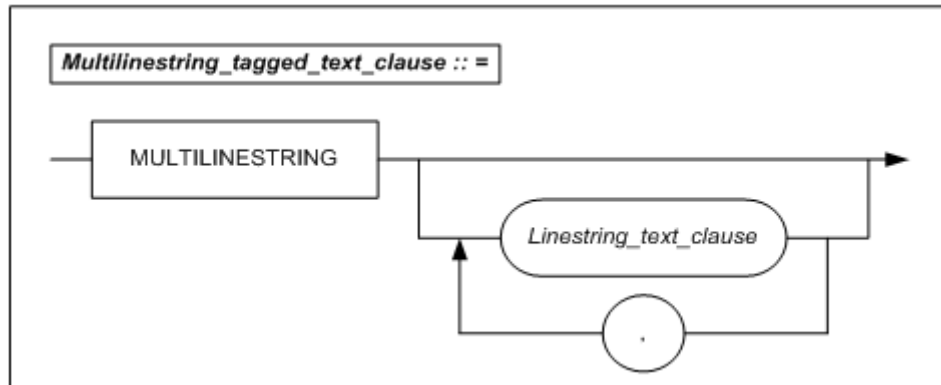 Multilinestring_tagged_text_clause :: =
MULTILINESTRING
Linestring_text_clause
,